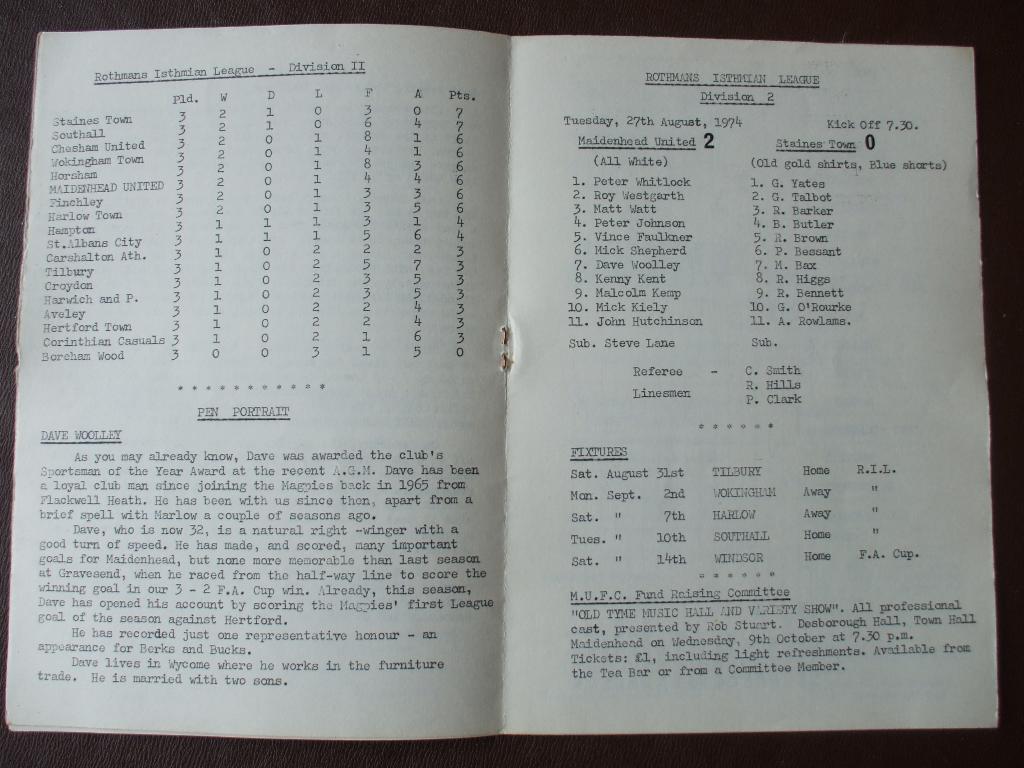 Rothmans Isthmian League - Division II
Pld. W D L F A Pts.
Staines Town 3 2 1 0 3 0 7
Southall 3 2 1 0 6 4 7
Chesham United 3 2 0 1 8 1 6
Wokingham Town 3 2 0 1 4 1 6
Horsham 3 2 0 1 8 3 6
MAIDENHEAD UNITED 3 2 0 1 4 4 6
Finchley 3 2 0 1 3 3 6
Harlow Town 3 2 0 1 3 5 6
Hampton 3 1 1 1 3 1 4
St.Albans City 3 1 1 1 5 6 4
Carshalton Ath. 3 1 0 2 2 2 3
Tilbury 3 1 0 2 5 7 3
Croydon 3 1 0 2 3 5 3
Harwich and P. 3 1 0 2 3 5 3
Aveley 3 1 0 2 2 4 3
Hertford Town 3 1 0 2 2 4 3
Corinthian Casuals 3 1 0 2 1 6 3
Boreham Wood 3 0 0 3 1 5 0
* * * * * * * * * * *
PEN PORTRAIT
DAVE WOOLLEY
As you may already know, Dave was awarded the club's
Sportsman of the Year Award at the recent A.G.M. Dave has been
a loyal club man since joining the Magpies back in 1965 from
Flackwell Heath. He has been with us since then, apart from a
brief spell with Marlow a couple of seasons ago.
Dave, who is now 32, is a natural right -winger with a
good turn of speed. He has made, and scored, many important
goals for Maidenhead, but none more memorable than last season
at Gravesend, when he raced from the half-way line to score the
winning goal in our 3 - 2 F.A. Cup win. Already, this season,
Dave has opened his account by scoring the Magpies' first League
goal of the season against Hertford.
He has recorded just one representative honour - an
appearance for Berks and Bucks.
Dave lives in Wycome where he works in the furniture
trade. He is married with two sons.
ROTHMANS ISTHMIAN LEAGUE
Division 2
Tuesday, 27th August, 1974 Kick Off 7.30.
Maidenhead United 2 Staines Town 0
(All White) (Old gold shirts, Blue shorts)
1. Peter Whitlock 1. G. Yates
2. Roy Westgarth 2. G. Talbot
3. Matt Watt 3. R. Barker
4. Peter Johnson 4. B. Butler
5. Vince Faulkner 5. R. Brown
6. Mick Shepherd 6. P. Bessant
7. Dave Woolley 7. M. Bax
8. Kenny Kent 8. R. Higgs
9. Malcolm Kemp 9. R. Bennett
10. Mick Kiely 10. G. O'Rourke
11. John Hutchinson 11. A. Rowlams.
Sub. Steve Lane Sub.
Referee - C. Smith
Linesmen R. Hills
P. Clark
* * * * * *
FIXTURES
Sat. August 31st TILBURY Home R.I.L.
Mon. Sept. 2nd WOKINGHAM Away "
Sat. " 7th HARLOW Away "
Tues. " 10th SOUTHALL Home "
Sat. " 14th WINDSOR Home F.A. Cup.
* * * * * *
M.U.F.C. Fund Raising Committee
"OLD TYME MUSIC HALL AND VARIETY SHOW". All professional
cast, presented by Rob Stuart. Desborough Hall, Town Hall
Maidenhead on Wednesday, 9th October at 7.30 p.m.
Tickets: £1, including light refreshments. Available from
the Tea Bar or from a Committee Member.